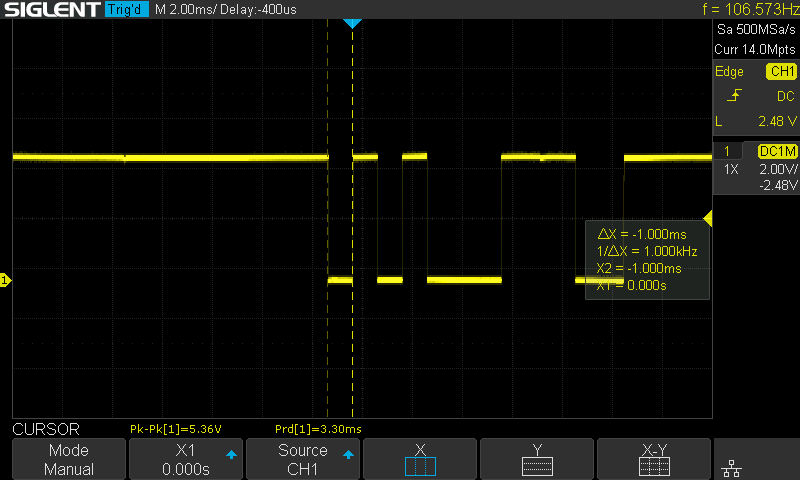 SIGLENT Trig'd M 2.00ms/ Delay:-400us f = 106.573Hz
Sa 500MSa/s
Curr 14.0Mpts
Edge CH1
DC
L 2.48 V
1 DC1M
1X 2.00V/
-2.48V
ΔX = -1.000ms
1/ΔX = 1.000kHz
X2 = -1.000ms
X1 = 0.000s
1
CURSOR Pk-Pk[1]=5.36V Prd[1]=3.30ms
Mode
Manual
X1
0.000s
Source
CH1
X
Y
X-Y